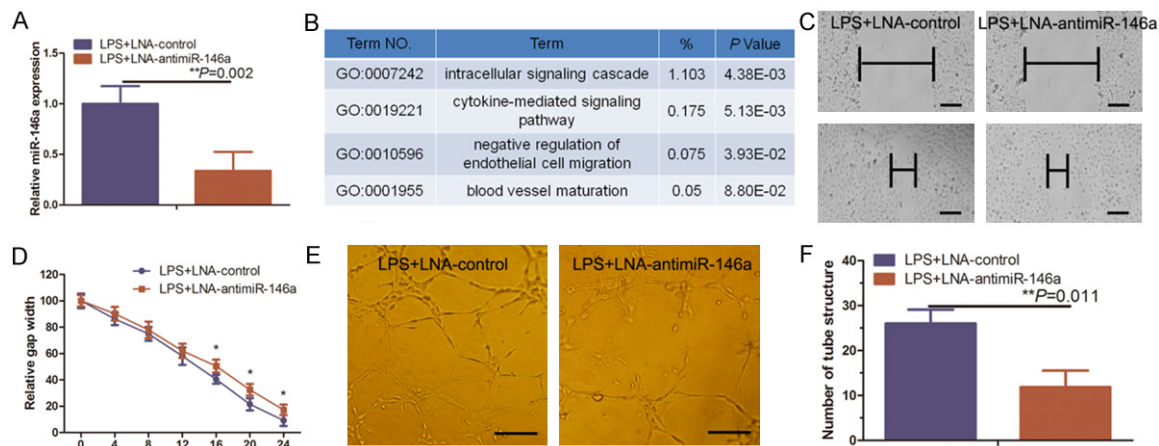 A
LPS+LNA-control
LPS+LNA-antimiR-146a
**P=0.002
Relative miR-146a expression
1.5
1.0
0.5
0.0
B
Term NO. Term % P Value
GO:0007242 intracellular signaling cascade 1.103 4.38E-03
GO:0019221 cytokine-mediated signaling pathway 0.175 5.13E-03
GO:0010596 negative regulation of endothelial cell migration 0.075 3.93E-02
GO:0001955 blood vessel maturation 0.05 8.80E-02
C
LPS+LNA-control LPS+LNA-antimiR-146a
D
LPS+LNA-control
LPS+LNA-antimiR-146a
Relative gap width
120
100
80
60
40
20
0
* * *
0 4 8 12 16 20 24
E
LPS+LNA-control LPS+LNA-antimiR-146a
F
LPS+LNA-control
LPS+LNA-antimiR-146a
**P=0.011
Number of tube structure
40
30
20
10
0